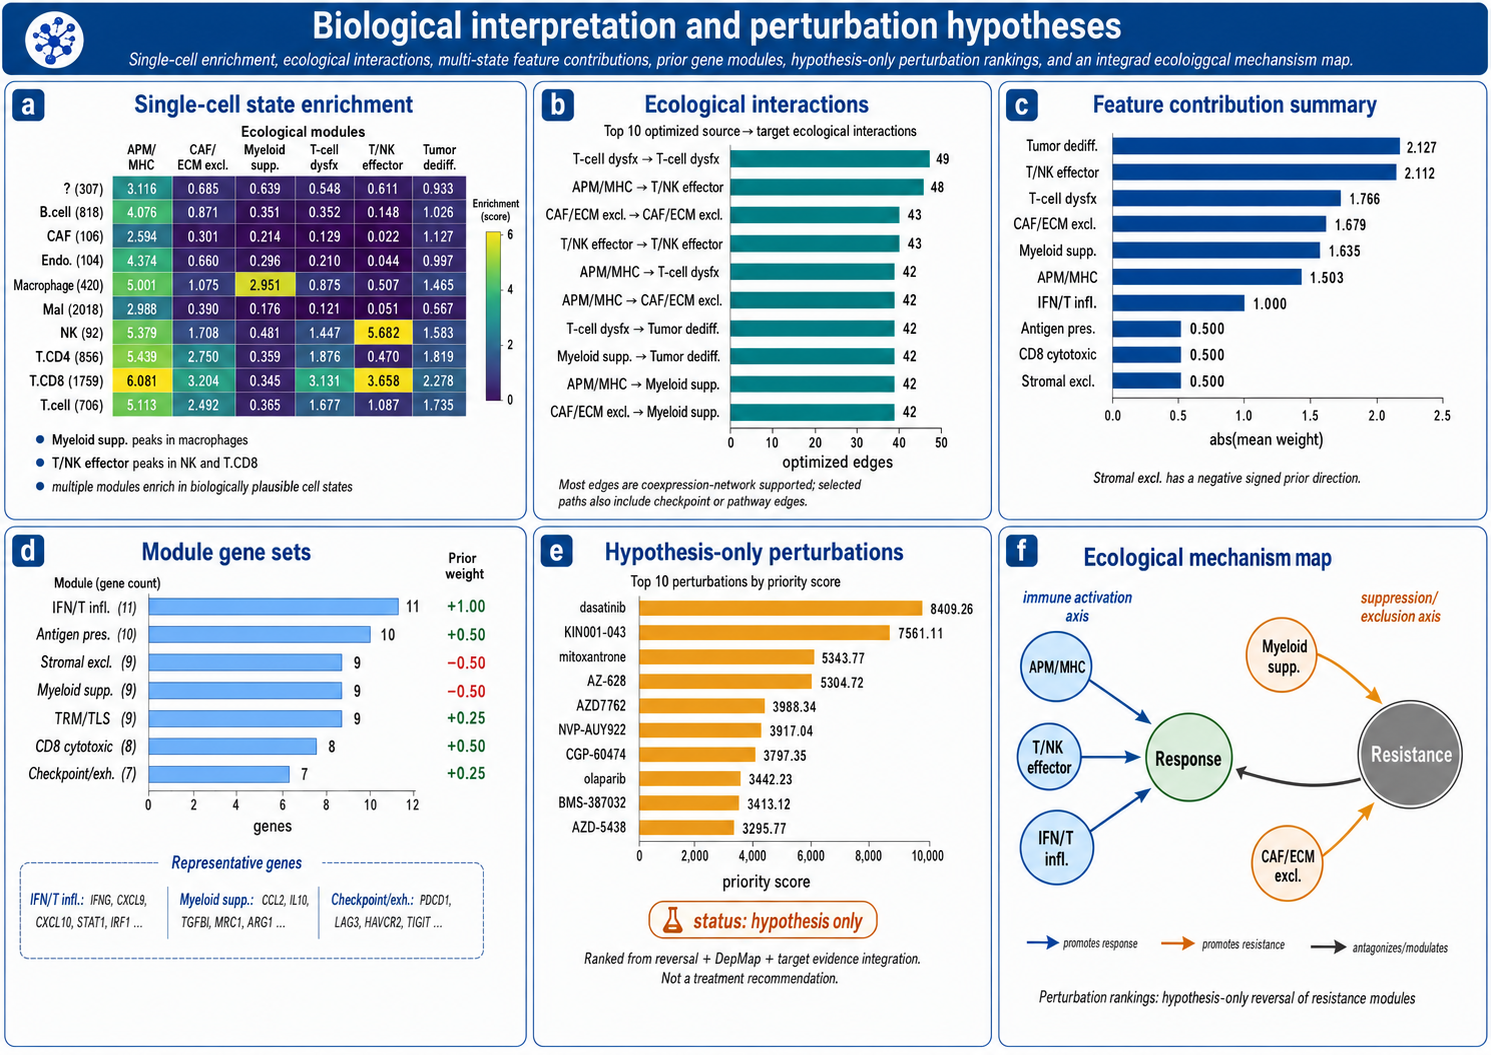 Biological interpretation and perturbation hypotheses
Single-cell enrichment, ecological interactions, multi-state feature contributions, prior gene modules, hypothesis-only perturbation rankings, and an integrad ecoloiggcal mechansism map.
a
Single-cell state enrichment
Ecological modules
APM/ CAF/ Myeloid T-cell T/NK Tumor
MHC ECM excl. supp. dysfx effector dediff.
? (307) 3.116 0.685 0.639 0.548 0.611 0.933
B.cell (818) 4.076 0.871 0.351 0.352 0.148 1.026
CAF (106) 2.594 0.301 0.214 0.129 0.022 1.127
Endo. (104) 4.374 0.660 0.296 0.210 0.044 0.997
Macrophage (420) 5.001 1.075 2.951 0.875 0.507 1.465
Mal (2018) 2.988 0.390 0.176 0.121 0.051 0.567
NK (92) 5.379 1.708 0.481 1.447 5.682 1.583
T.CD4 (856) 5.439 2.750 0.359 1.876 0.470 1.819
T.CD8 (1759) 6.081 3.204 0.345 3.131 3.658 2.278
T.cell (706) 5.113 2.492 0.365 1.677 1.087 1.735
Enrichment
(score)
6
4
2
0
● Myeloid supp. peaks in macrophages
● T/NK effector peaks in NK and T.CD8
● multiple modules enrich in biologically plausible cell states
b
Ecological interactions
Top 10 optimized source → target ecological interactions
T-cell dysfx → T-cell dysfx 49
APM/MHC → T/NK effector 48
CAF/ECM excl. → CAF/ECM excl. 43
T/NK effector → T/NK effector 43
APM/MHC → T-cell dysfx 42
APM/MHC → CAF/ECM excl. 42
T-cell dysfx → Tumor dediff. 42
Myeloid supp. → Tumor dediff. 42
APM/MHC → Myeloid supp. 42
CAF/ECM excl. → Myeloid supp. 42
0 10 20 30 40 50
optimized edges
Most edges are coexpression-network supported; selected
paths also include checkpoint or pathway edges.
c
Feature contribution summary
Tumor dediff. 2.127
T/NK effector 2.112
T-cell dysfx 1.766
CAF/ECM excl. 1.679
Myeloid supp. 1.635
APM/MHC 1.503
IFN/T infl. 1.000
Antigen pres. 0.500
CD8 cytotoxic 0.500
Stromal excl. 0.500
0.0 0.5 1.0 1.5 2.0 2.5
abs(mean weight)
Stromal excl. has a negative signed prior direction.
d
Module gene sets
Prior
weight
Module (gene count)
IFN/T infl. (11) 11 +1.00
Antigen pres. (10) 10 +0.50
Stromal excl. (9) 9 −0.50
Myeloid supp. (9) 9 −0.50
TRM/TLS (9) 9 +0.25
CD8 cytotoxic (8) 8 +0.50
Checkpoint/exh. (7) 7 +0.25
0 2 4 6 8 10 12
genes
Representative genes
IFN/T infl.: IFNG, CXCL9,
CXCL10, STAT1, IRF1 ...
Myeloid supp.: CCL2, IL10,
TGFBI, MRC1, ARG1 ...
Checkpoint/exh.: PDCD1,
LAG3, HAVCR2, TIGIT ...
e
Hypothesis-only perturbations
Top 10 perturbations by priority score
dasatinib 8409.26
KIN001-043 7561.11
mitoxantrone 5343.77
AZ-628 5304.72
AZD7762 3988.34
NVP-AUY922 3917.04
CGP-60474 3797.35
olaparib 3442.23
BMS-387032 3413.12
AZD-5438 3295.77
0 2,000 4,000 6,000 8,000 10,000
priority score
status: hypothesis only
Ranked from reversal + DepMap + target evidence integration.
Not a treatment recommendation.
f
Ecological mechanism map
immune activation
axis
suppression/
exclusion axis
APM/MHC
T/NK
effector
IFN/T
infl.
Response
Myeloid
supp.
Resistance
CAF/ECM
excl.
promotes response
promotes resistance
antagonizes/modulates
Perturbation rankings: hypothesis-only reversal of resistance modules